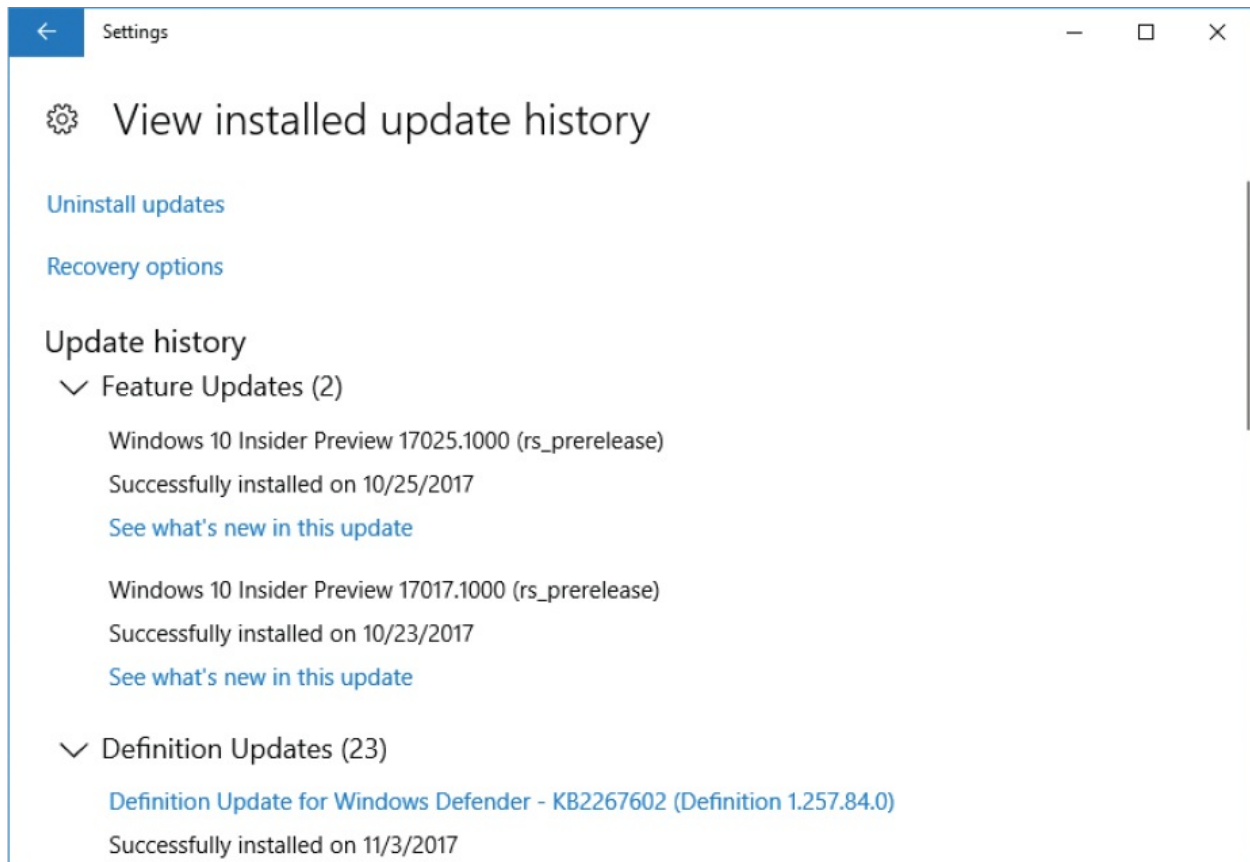 Settings
View installed update history
Uninstall updates
Recovery options
Update history
Feature Updates (2)
Windows 10 Insider Preview 17025.1000 (rs_prerelease)
Successfully installed on 10/25/2017
See what's new in this update
Windows 10 Insider Preview 17017.1000 (rs_prerelease)
Successfully installed on 10/23/2017
See what's new in this update
Definition Updates (23)
Definition Update for Windows Defender - KB2267602 (Definition 1.257.84.0)
Successfully installed on 11/3/2017